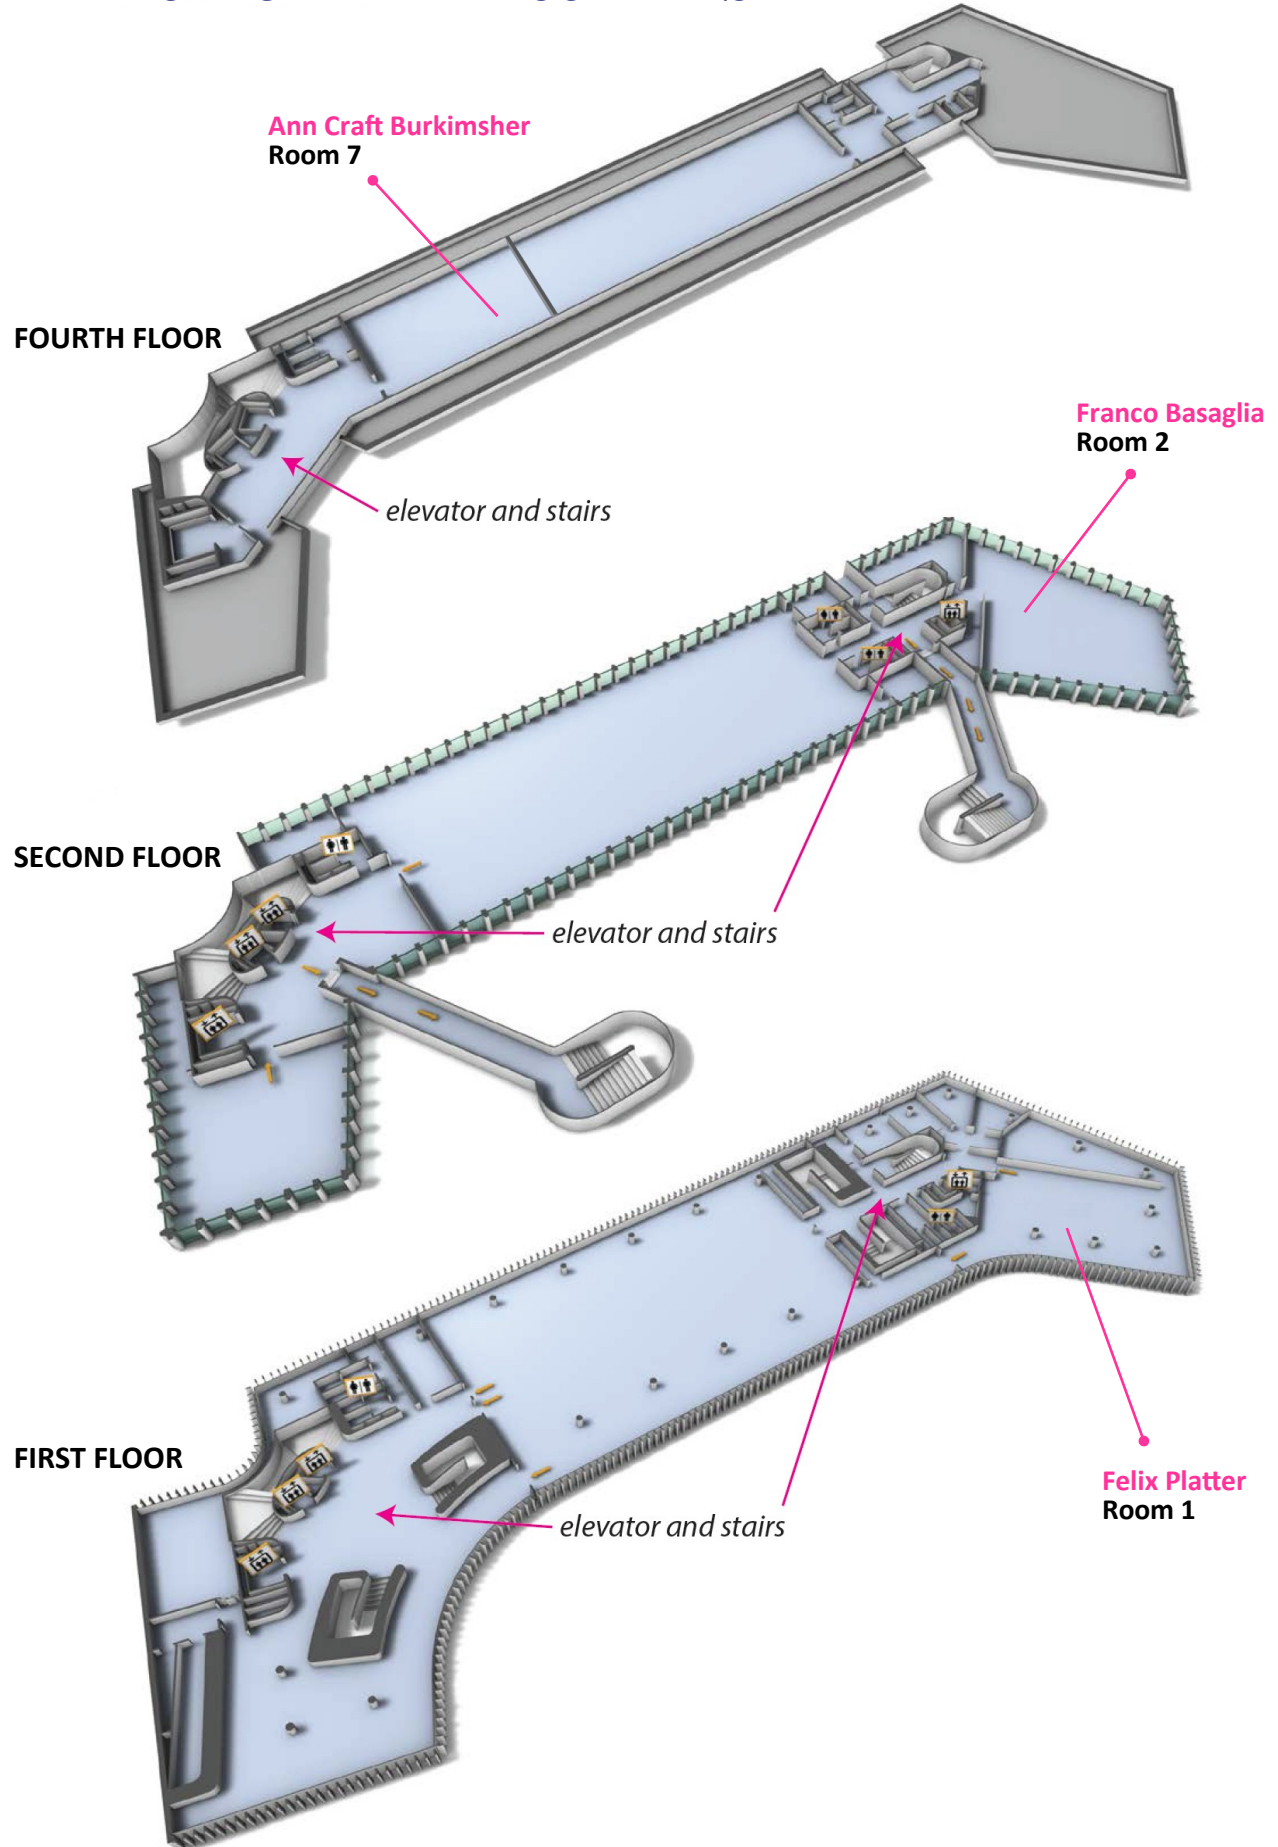 Ann Craft Burkimsher
Room 7
FOURTH FLOOR
elevator and stairs
Franco Basaglia
Room 2
SECOND FLOOR
elevator and stairs
FIRST FLOOR
elevator and stairs
Felix Platter
Room 1